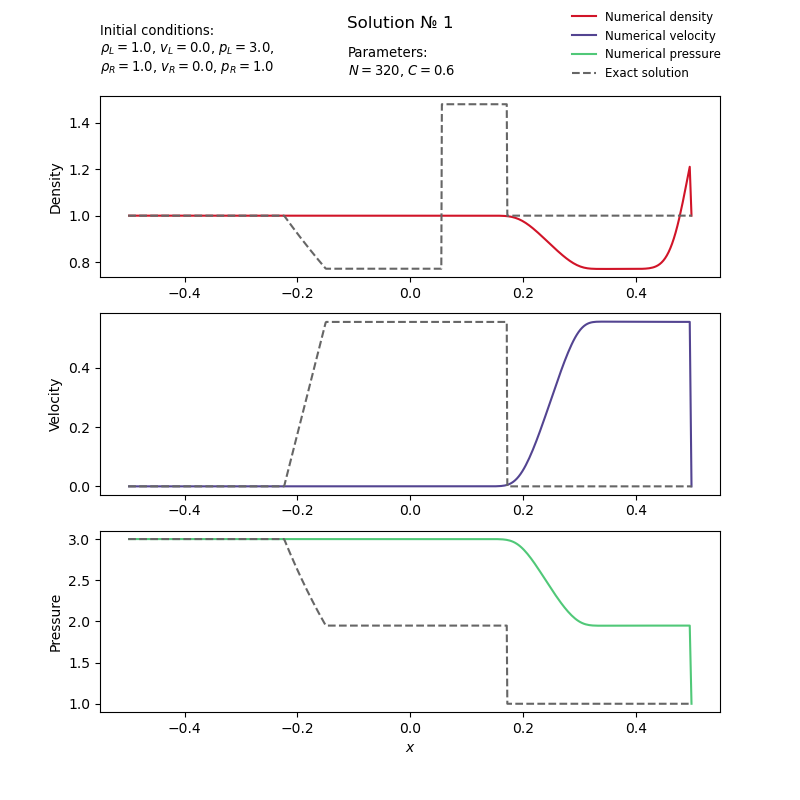 Solution № 1
Initial conditions:
ρL = 1.0, vL = 0.0, pL = 3.0,
ρR = 1.0, vR = 0.0, pR = 1.0
Parameters:
N = 320, C = 0.6
Numerical density
Numerical velocity
Numerical pressure
Exact solution
Density
1.4
1.2
1.0
0.8
−0.4 −0.2 0.0 0.2 0.4
Velocity
0.4
0.2
0.0
−0.4 −0.2 0.0 0.2 0.4
Pressure
3.0
2.5
2.0
1.5
1.0
−0.4 −0.2 0.0 0.2 0.4
x